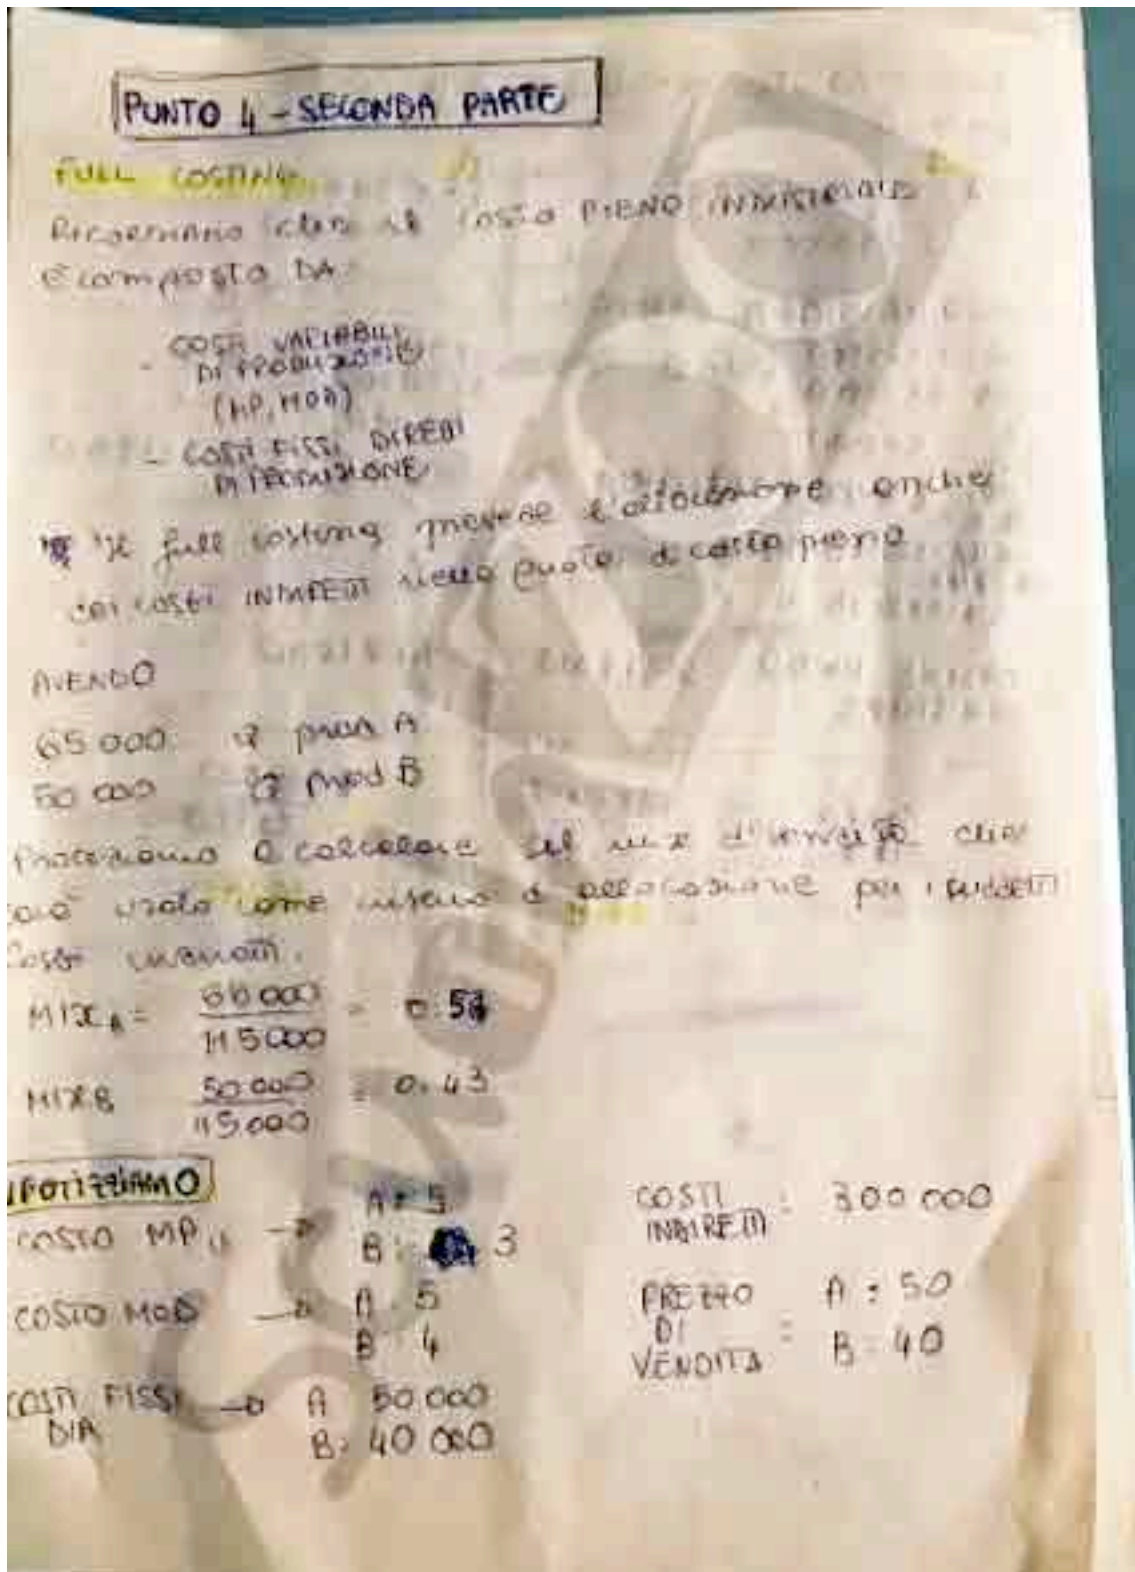 PUNTO 4 - SECONDA PARTE
FULL COSTING
Ricordiamo che il costo PIENO INDUSTRIALE
è composto DA:
- COSTI VARIABILI
DI PRODUZIONE
(MP, MOD)
- COSTI FISSI DIRETTI
DI PRODUZIONE
Il full costing prevede l'allocazione anche
dei costi INDIRETTI nella quota di costo pieno
AVENDO
65 000 Q prod A
50 000 Q prod B
Procediamo a calcolare il mix che
sarà usato come criterio di allocazione per i suddetti
costi
MIX A = 65 000 / 115 000 = 0.57
MIX B 50 000 / 115 000 = 0.43
IPOTIZZIAMO
COSTO MP → A: 5
B: 3
COSTO MOD → A 5
B 4
COSTI FISSI → A 50 000
DIR B: 40 000
COSTI INDIRETTI : 300 000
PREZZO DI VENDITA : A : 50
B : 40